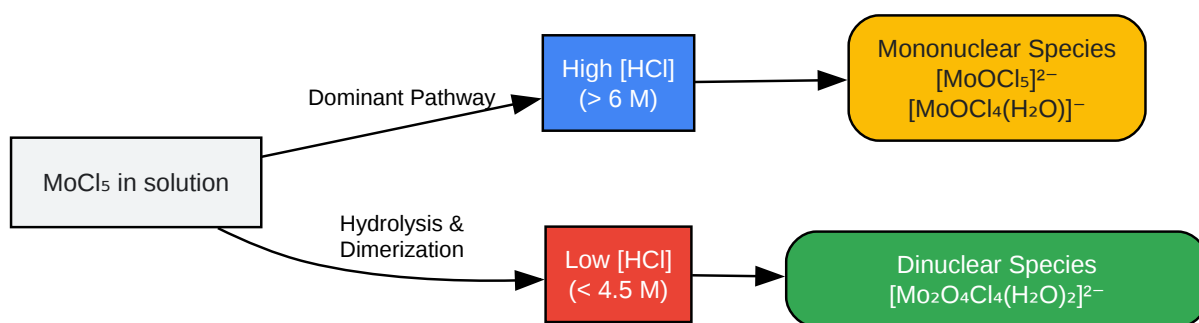 MoCl₅ in solution
Dominant Pathway
High [HCl]
(> 6 M)
Mononuclear Species
[MoOCl₅]²⁻
[MoOCl₄(H₂O)]⁻
Hydrolysis &
Dimerization
Low [HCl]
(< 4.5 M)
Dinuclear Species
[Mo₂O₄Cl₄(H₂O)₂]²⁻